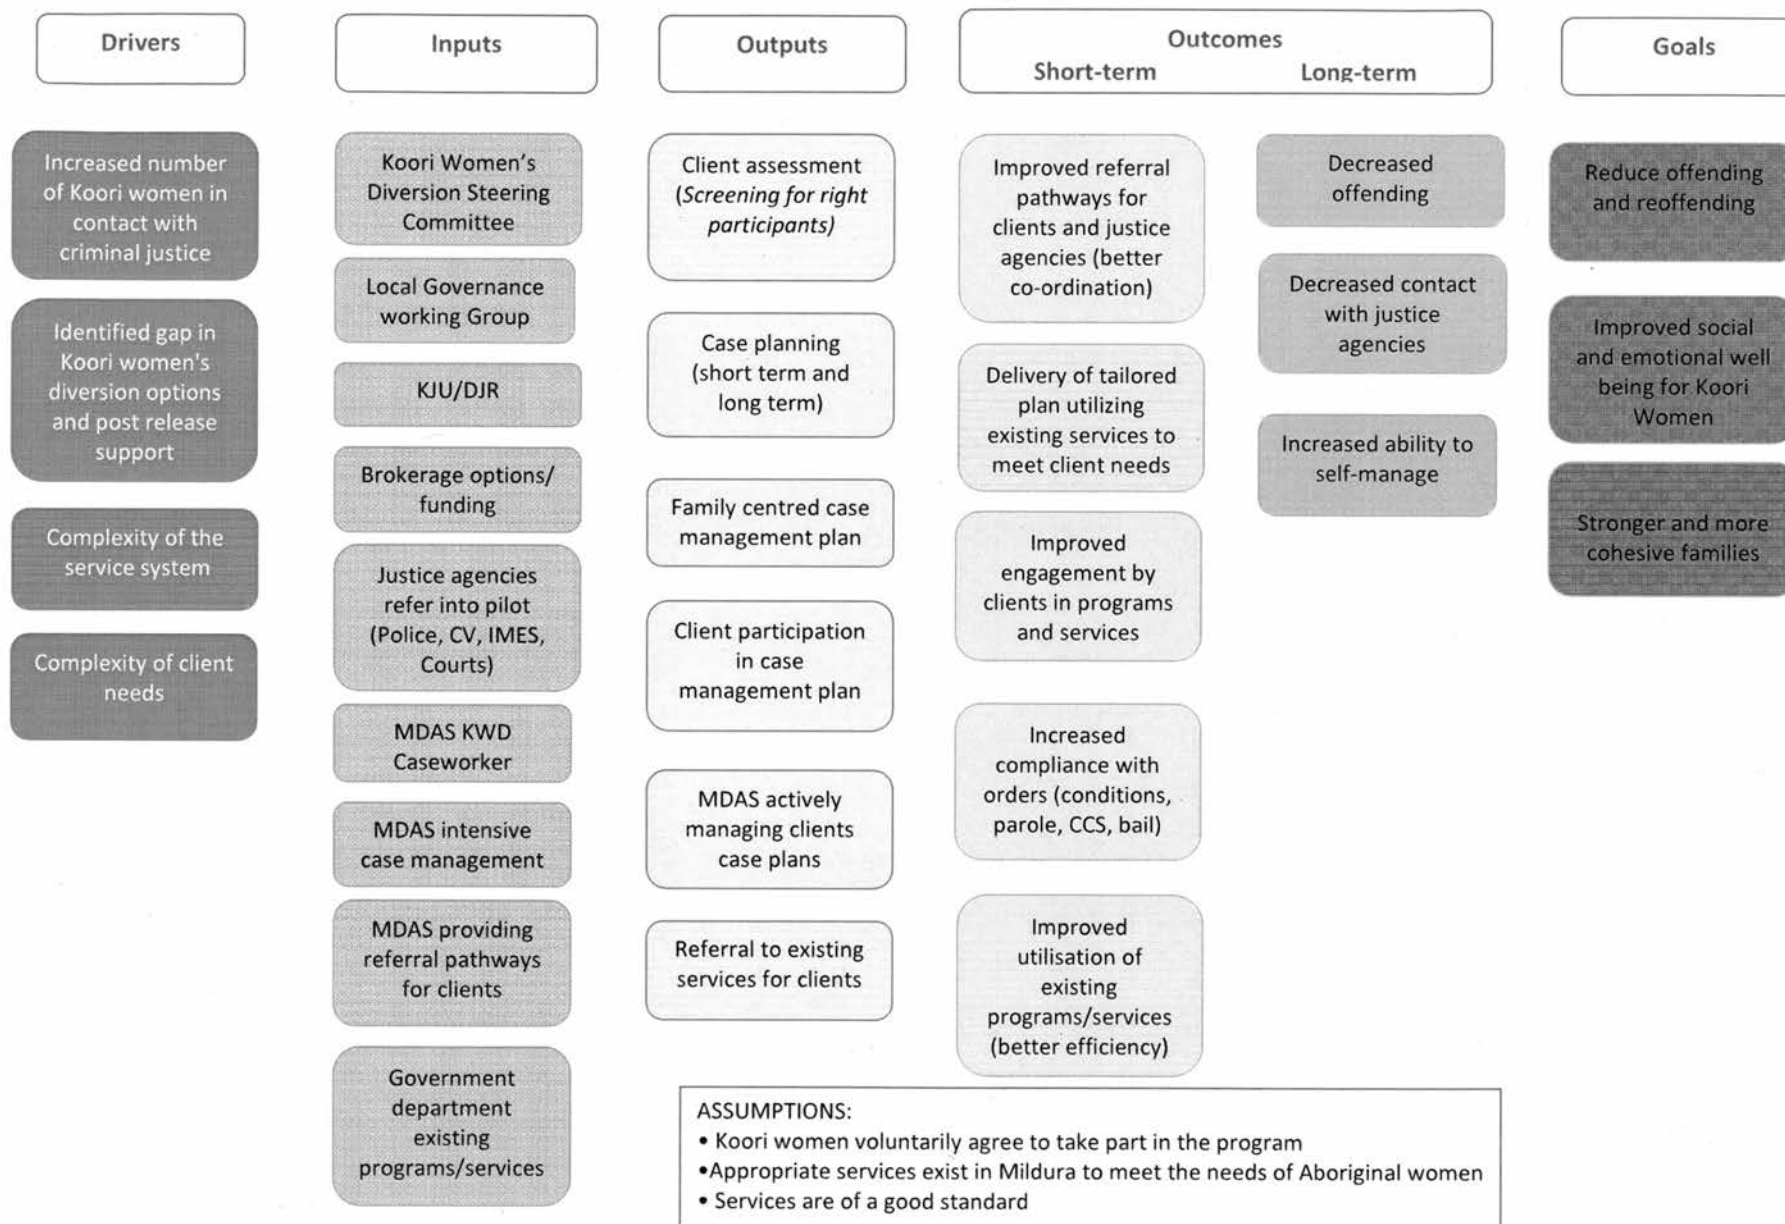 Drivers
Inputs
Outputs
Outcomes
Short-term
Long-term
Goals
Increased number
of Koori women in
contact with
criminal justice
Identified gap in
Koori women's
diversion options
and post release
support
Complexity of the
service system
Complexity of client
needs
Koori Women's
Diversion Steering
Committee
Local Governance
working Group
KJU/DJR
Brokerage options/
funding
Justice agencies
refer into pilot
(Police, CV, IMES,
Courts)
MDAS KWD
Caseworker
MDAS intensive
case management
MDAS providing
referral pathways
for clients
Government
department
existing
programs/services
Client assessment
(Screening for right
participants)
Case planning
(short term and
long term)
Family centred case
management plan
Client participation
in case
management plan
MDAS actively
managing clients
case plans
Referral to existing
services for clients
Improved referral
pathways for
clients and justice
agencies (better
co-ordination)
Delivery of tailored
plan utilizing
existing services to
meet client needs
Improved
engagement by
clients in programs
and services
Increased
compliance with
orders (conditions,
parole, CCS, bail)
Improved
utilisation of
existing
programs/services
(better efficiency)
Decreased
offending
Decreased contact
with justice
agencies
Increased ability to
self-manage
Reduce offending
and reoffending
Improved social
and emotional well
being for Koori
Women
Stronger and more
cohesive families
ASSUMPTIONS:
• Koori women voluntarily agree to take part in the program
•Appropriate services exist in Mildura to meet the needs of Aboriginal women
• Services are of a good standard